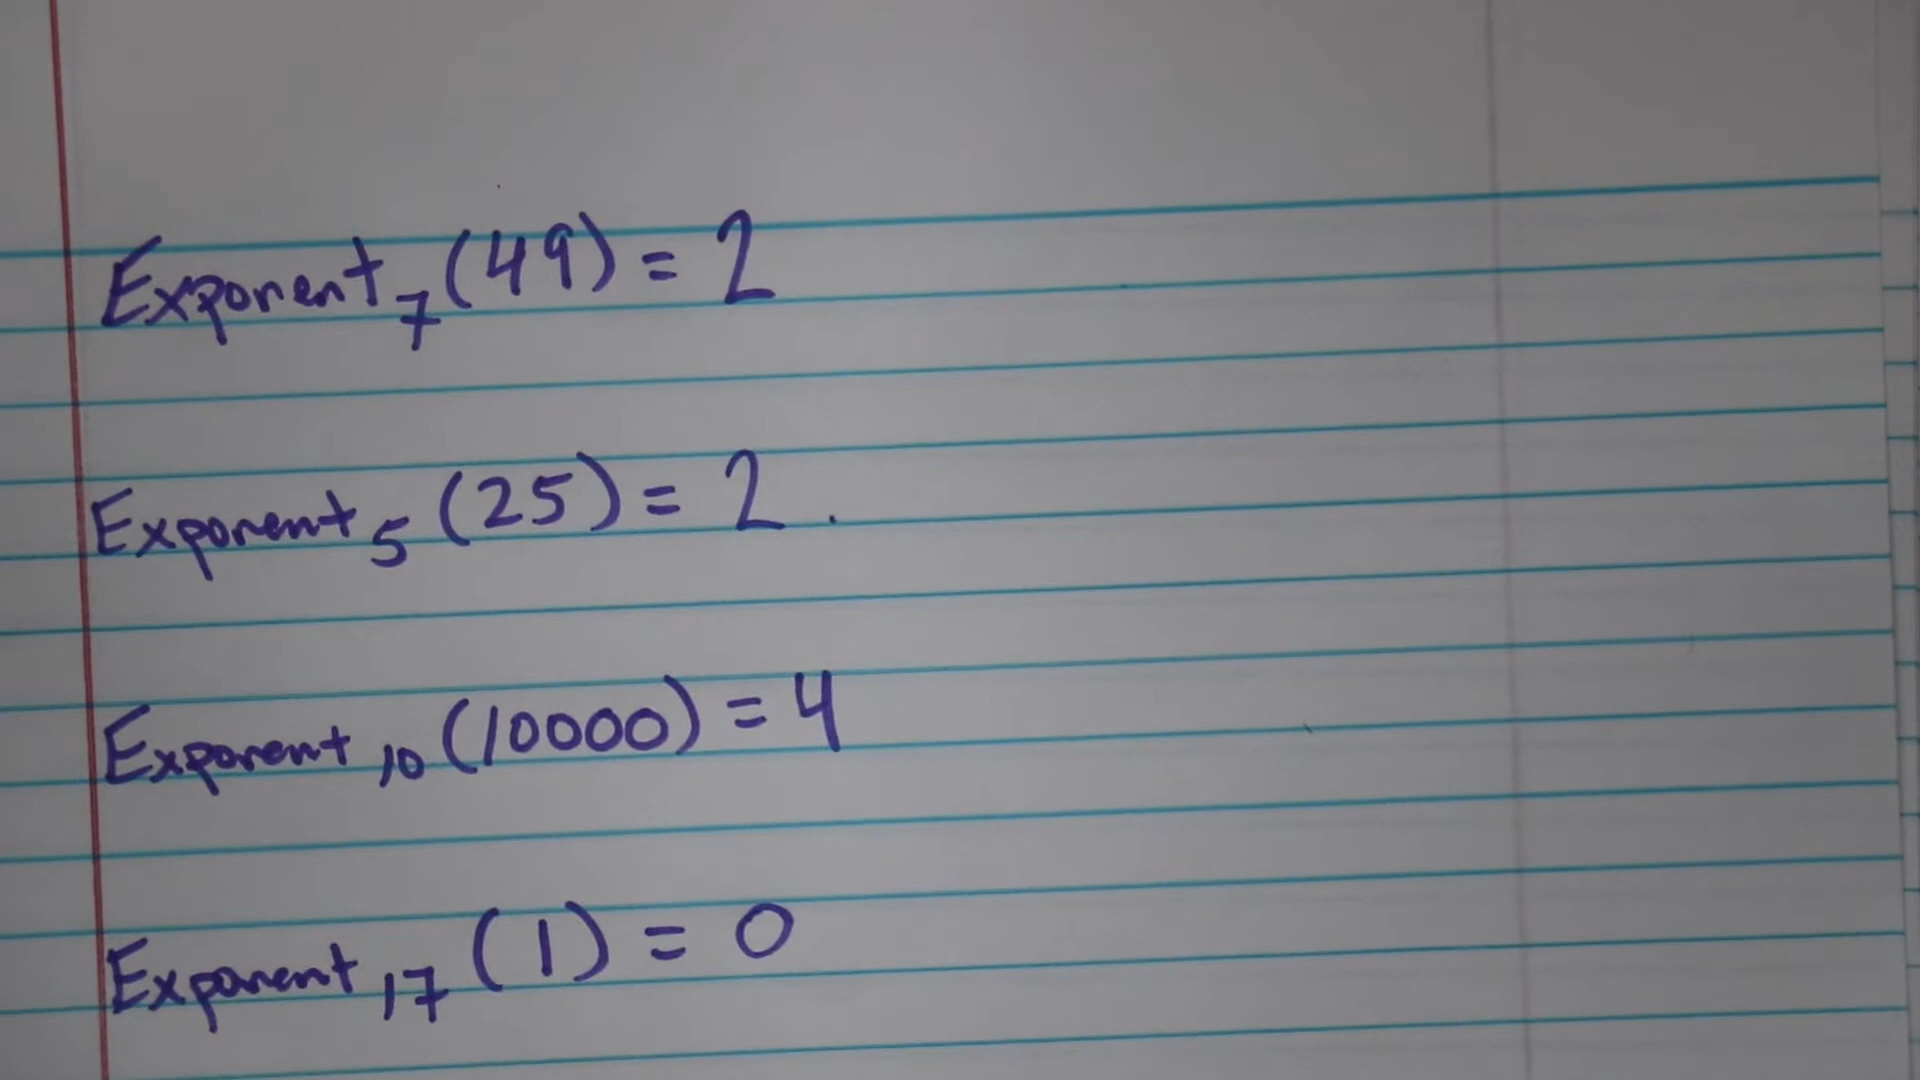 Exponent₇(49) = 2
Exponent₅(25) = 2.
Exponent₁₀(10000) = 4
Exponent₁₇(1) = 0